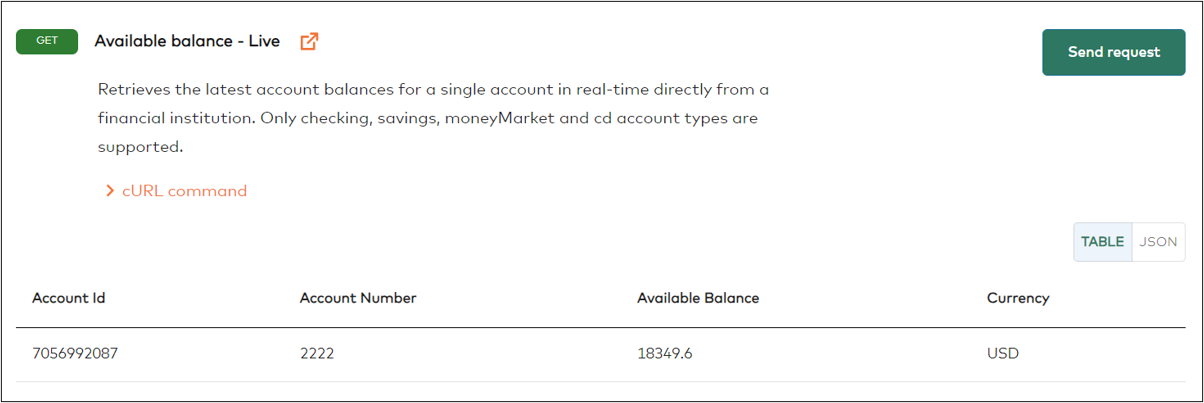 GET
Available balance - Live
Send request
Retrieves the latest account balances for a single account in real-time directly from a
financial institution. Only checking, savings, moneyMarket and cd account types are
supported.
cURL command
TABLE JSON
Account Id Account Number Available Balance Currency
7056992087 2222 18349.6 USD